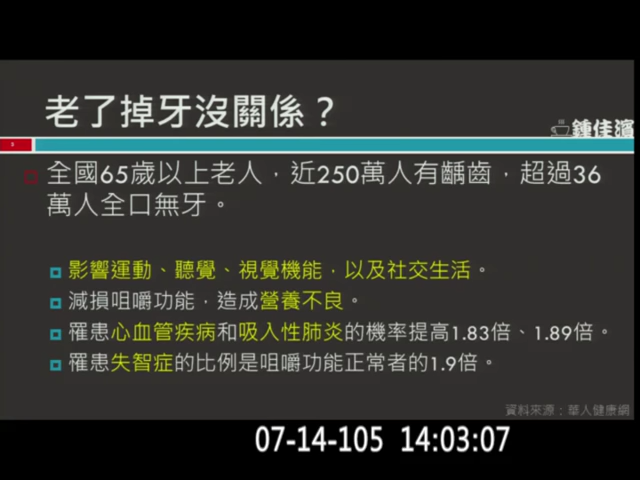 老了掉牙沒關係？
鍾佳濱
3
全國65歲以上老人，近250萬人有齲齒，超過36
萬人全口無牙。
影響運動、聽覺、視覺機能，以及社交生活。
減損咀嚼功能，造成營養不良。
罹患心血管疾病和吸入性肺炎的機率提高1.83倍、1.89倍。
罹患失智症的比例是咀嚼功能正常者的1.9倍。
資料來源：華人健康網
07-14-105 14:03:07